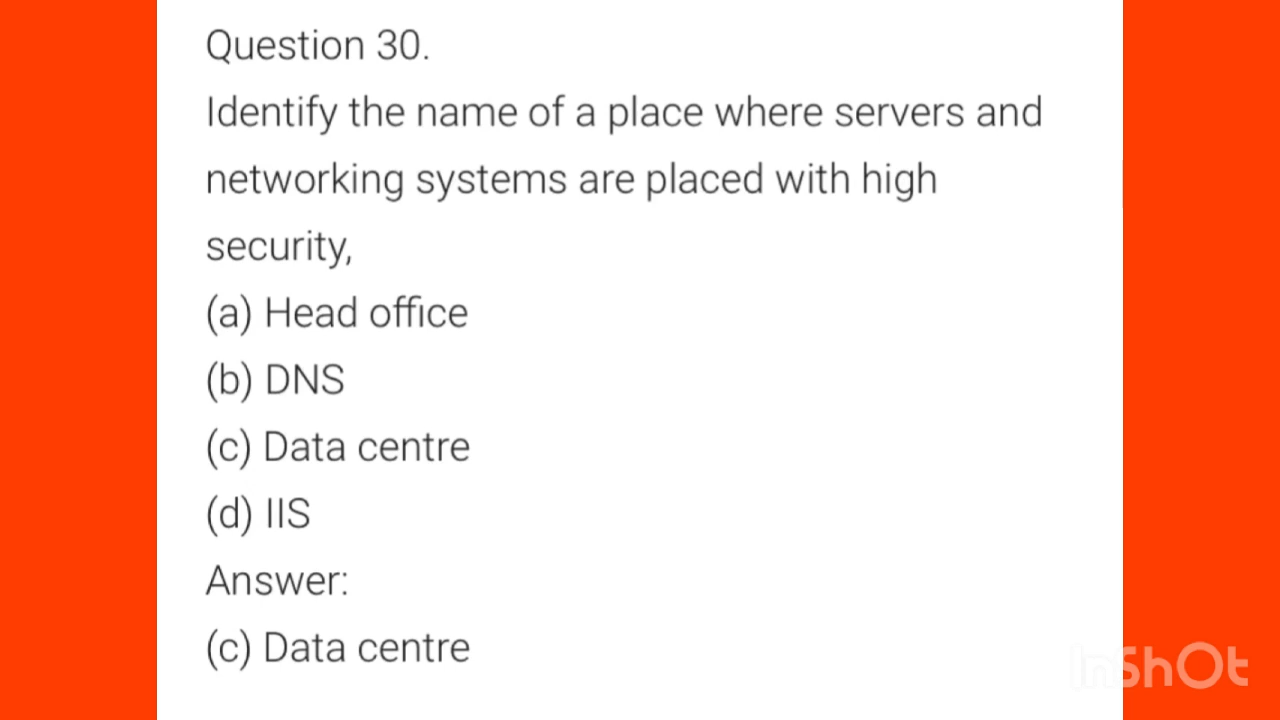 Question 30.
Identify the name of a place where servers and
networking systems are placed with high
security,
(a) Head office
(b) DNS
(c) Data centre
(d) IIS
Answer:
(c) Data centre
InShOt